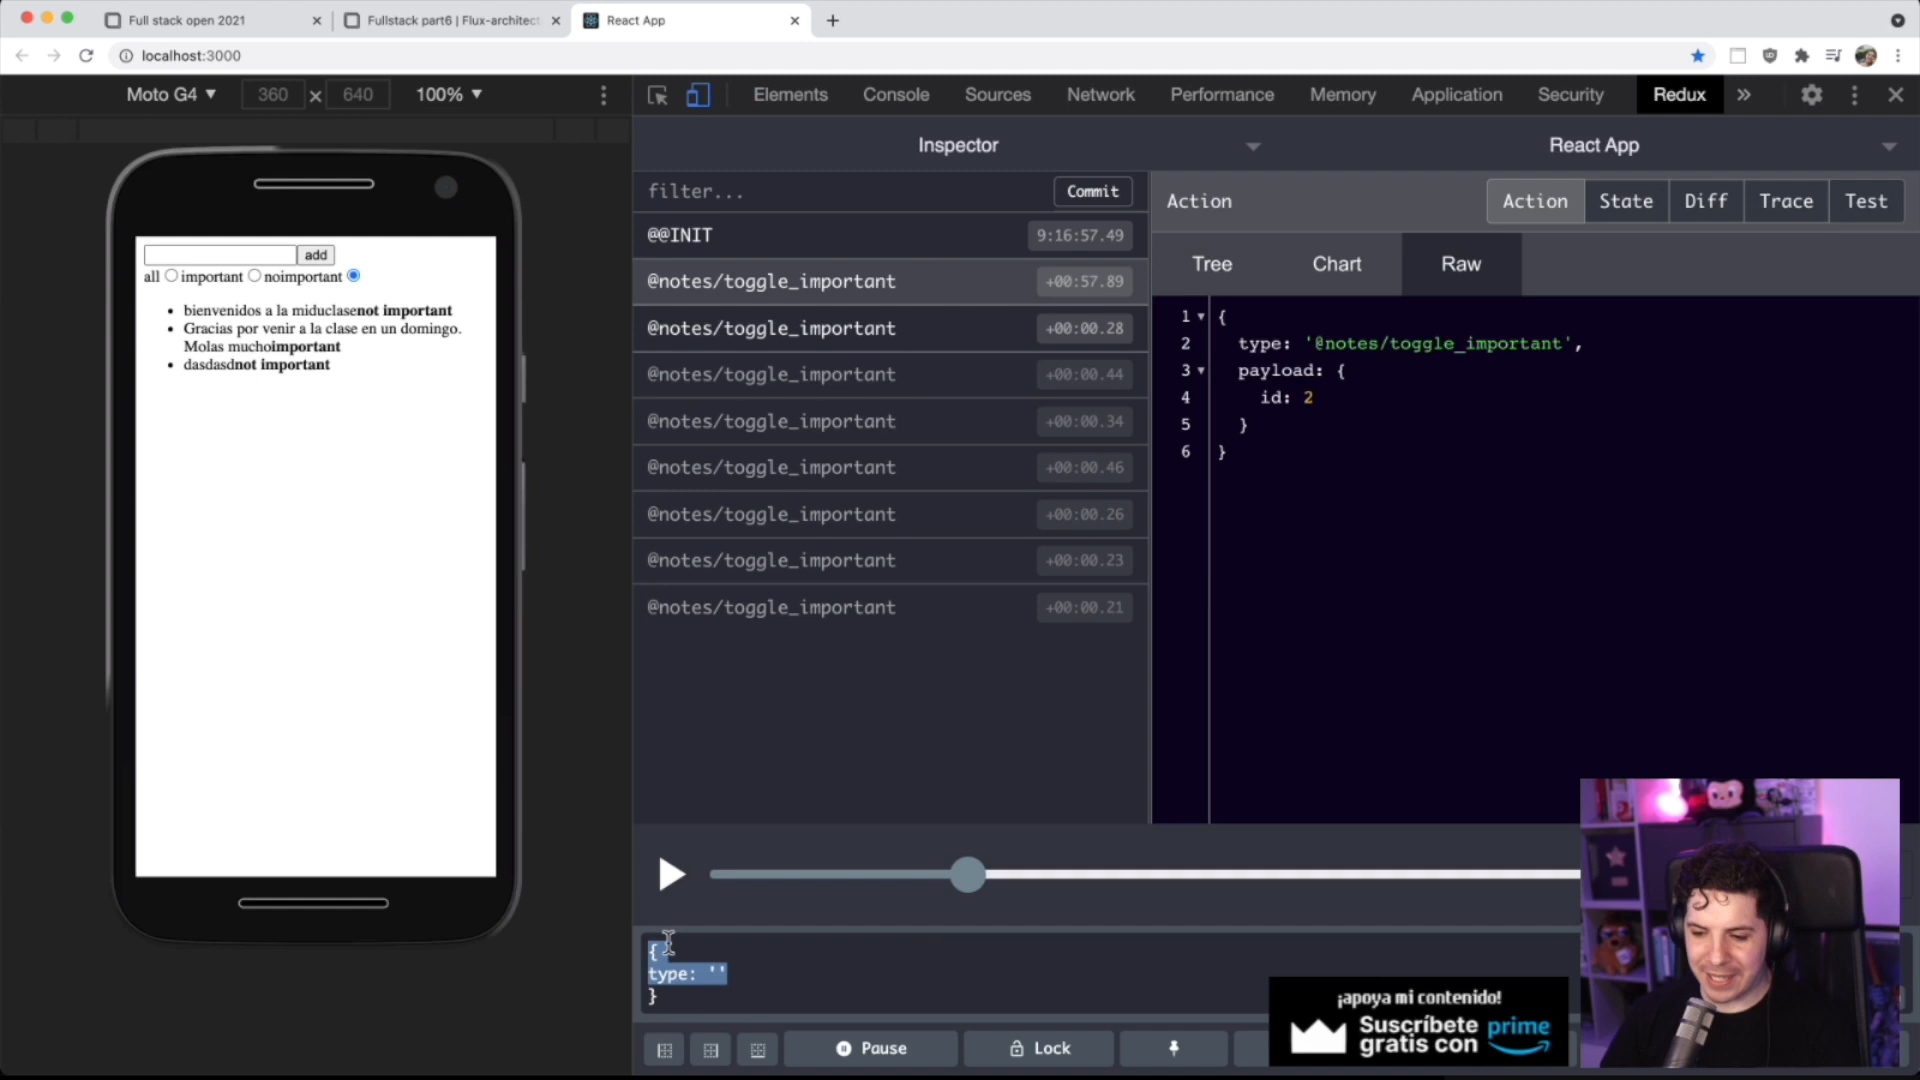 Full stack open 2021
Fullstack part6 | Flux-architect
React App
localhost:3000
Moto G4
360
640
100%
Elements
Console
Sources
Network
Performance
Memory
Application
Security
Redux
Inspector
React App
filter...
Commit
Action
Action
State
Diff
Trace
Test
@@INIT
9:16:57.49
@notes/toggle_important
+00:57.89
@notes/toggle_important
+00:00.28
@notes/toggle_important
+00:00.44
@notes/toggle_important
+00:00.34
@notes/toggle_important
+00:00.46
@notes/toggle_important
+00:00.26
@notes/toggle_important
+00:00.23
@notes/toggle_important
+00:00.21
Tree
Chart
Raw
1 {
2 type: '@notes/toggle_important',
3 payload: {
4 id: 2
5 }
6 }
add
all important noimportant
bienvenidos a la miduclasenot important
Gracias por venir a la clase en un domingo.
Molas muchoimportant
dasdasdnot important
{
type: ''
}
Pause
Lock
¡apoya mi contenido!
Suscríbete
gratis con
prime